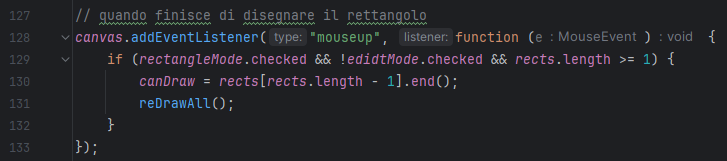 127 // quando finisce di disegnare il rettangolo
128 canvas.addEventListener( type: "mouseup", listener: function (e : MouseEvent ) : void {
129 if (rectangleMode.checked && !edidtMode.checked && rects.length >= 1) {
130 canDraw = rects[rects.length - 1].end();
131 reDrawAll();
132 }
133 });